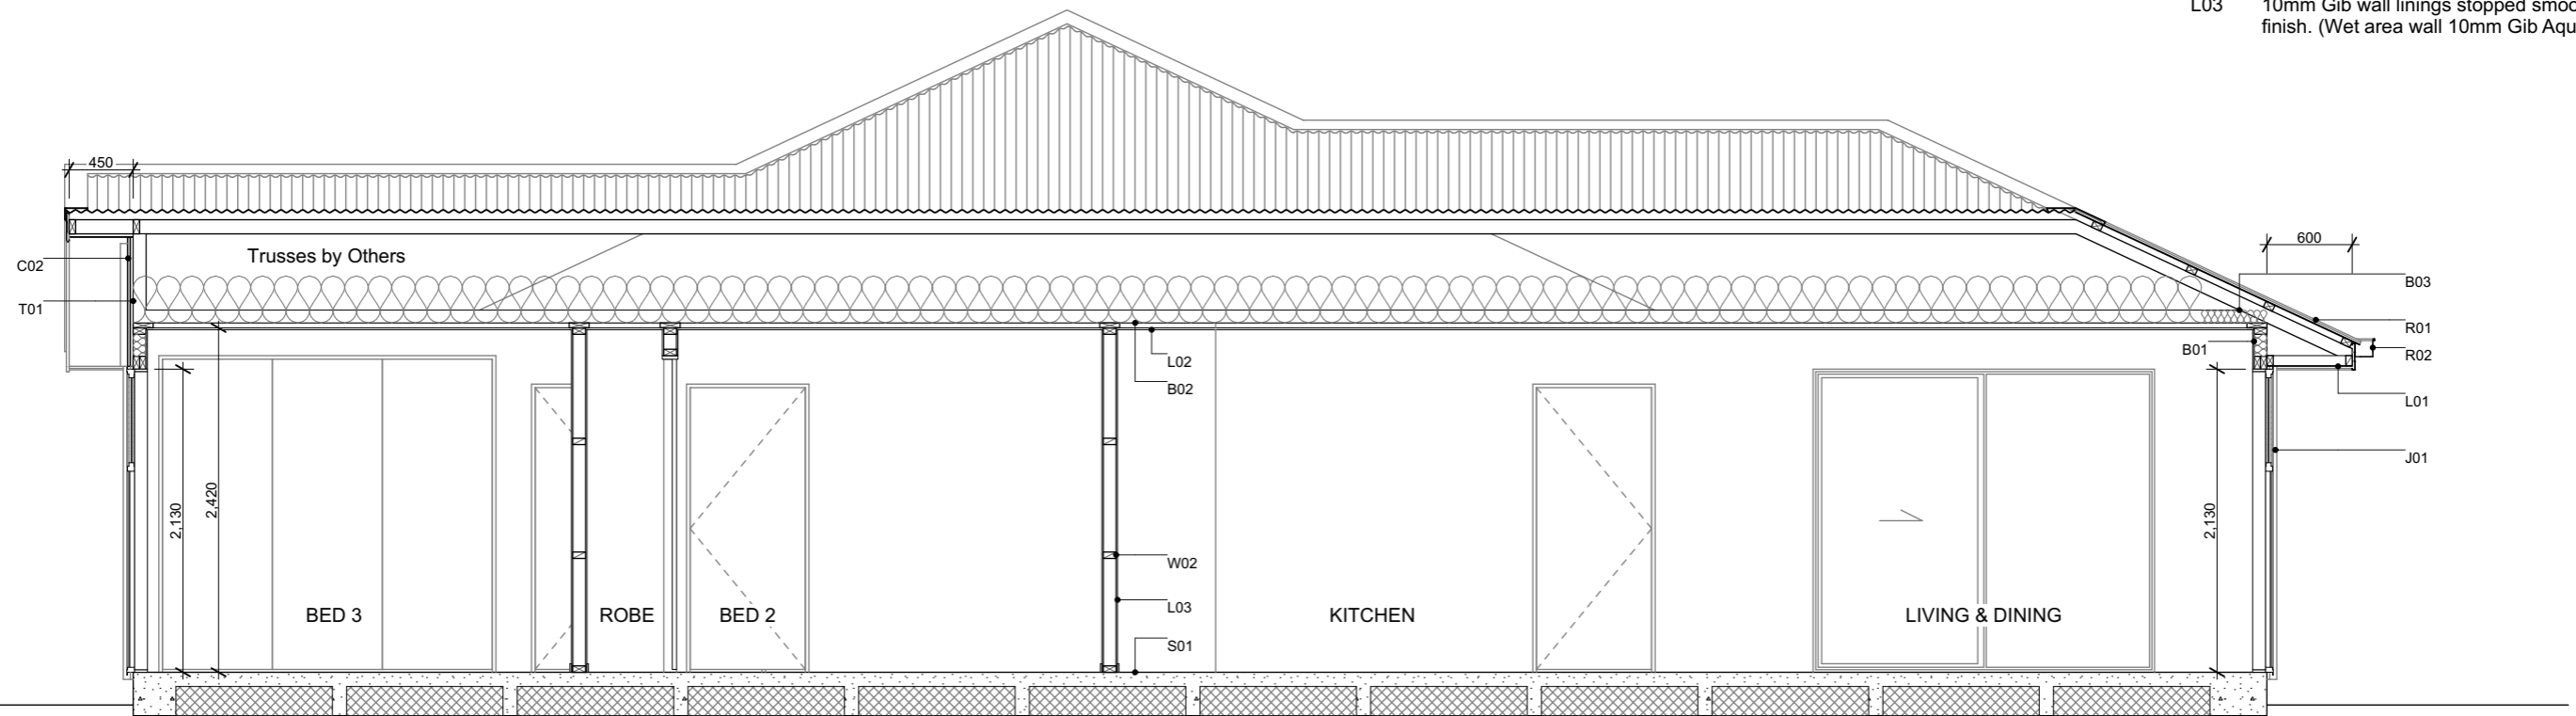 L03 10mm Gib wall linings stopped smoo
finish. (Wet area wall 10mm Gib Aqu
450
600
Trusses by Others
C02
T01
B03
R01
R02
B01
L01
L02
B02
J01
2,130
2,420
2,130
W02
L03
S01
BED 3
ROBE
BED 2
KITCHEN
LIVING & DINING